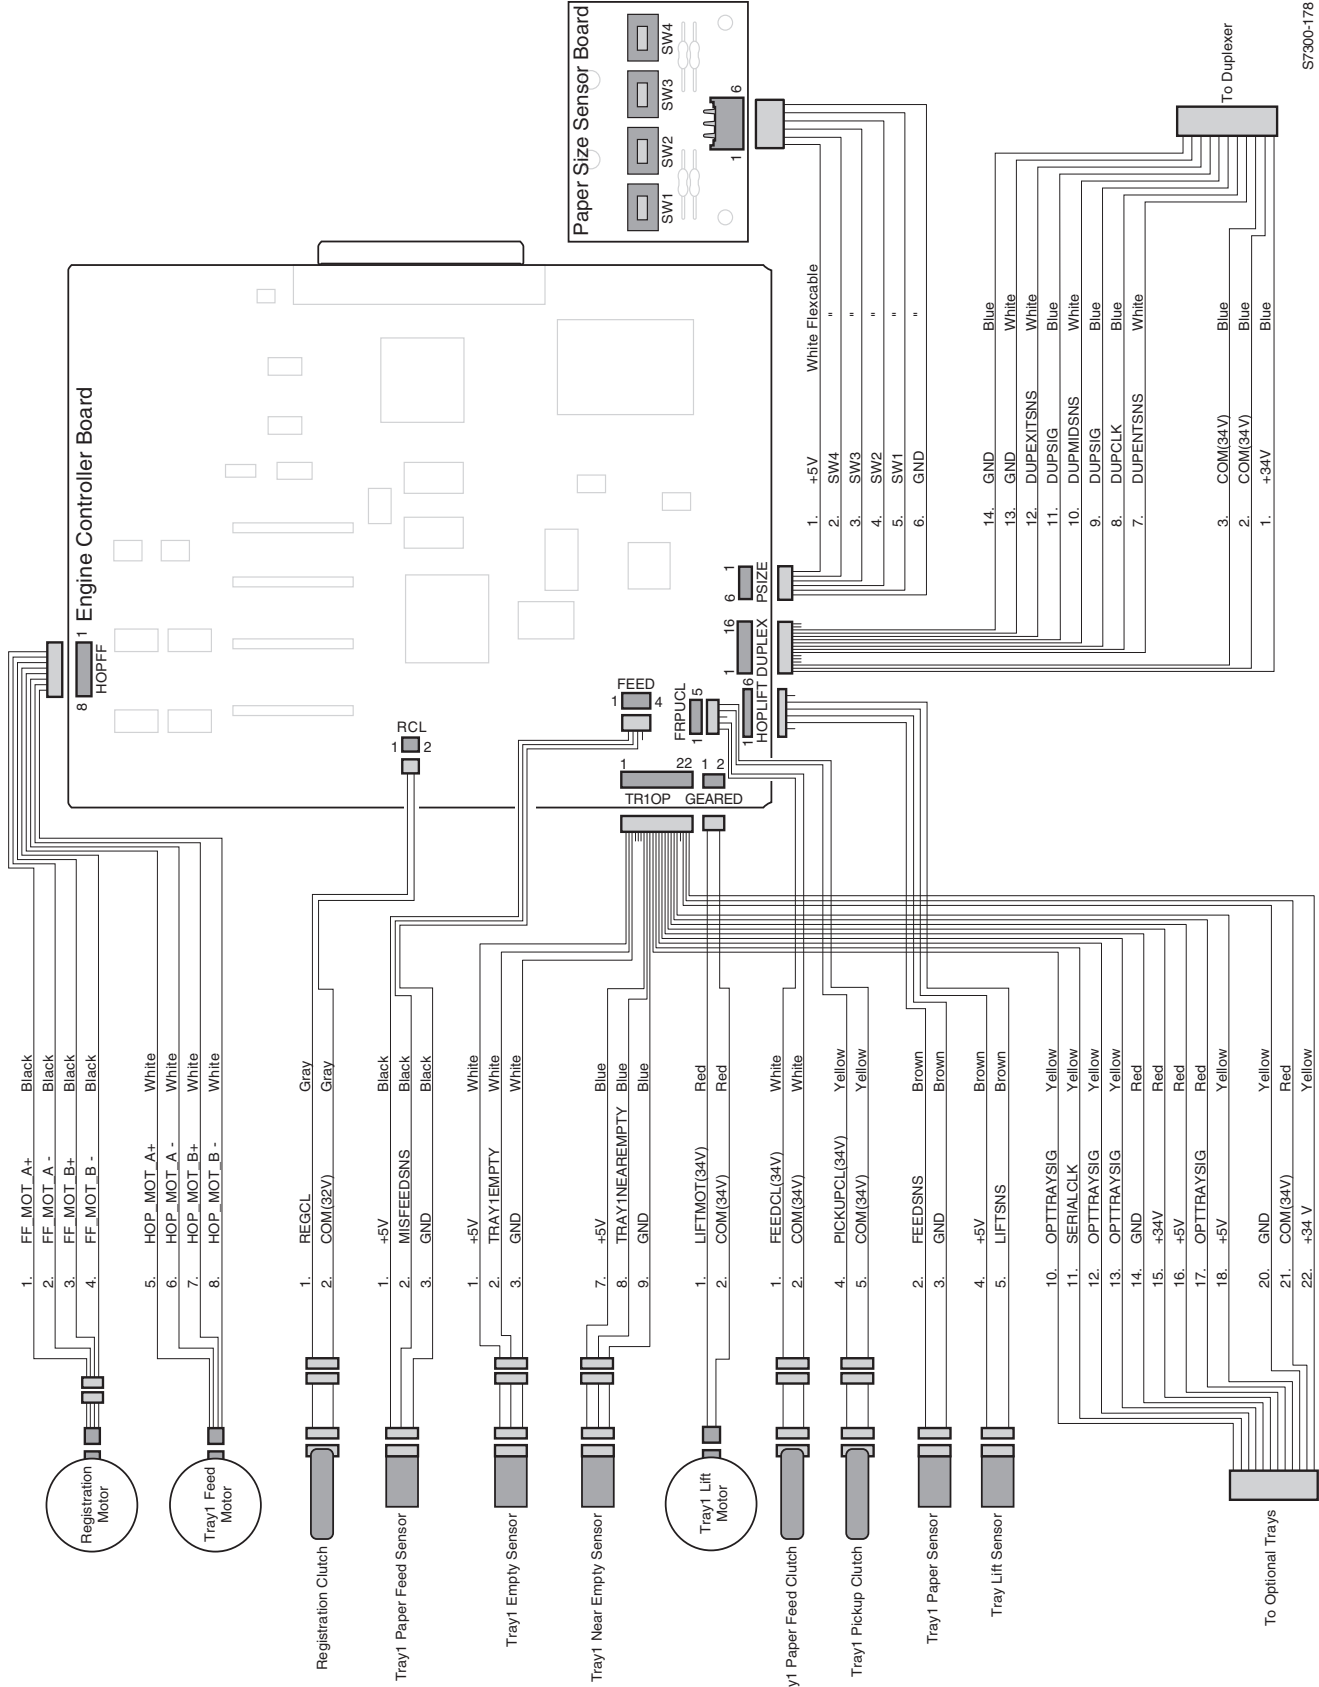 S7300-178
Paper Size Sensor Board
SW1
SW2
SW3
SW4
1
6
To Duplexer
Engine Controller Board
8
1
HOPFF
RCL
1
2
FEED
1
4
FRPUCL
1
5
HOPLIFT
1
6
DUPLEX
1
16
PSIZE
6
1
TR1OP
1
22
GEARED
1
2
1. +5V White Flexcable
2. SW4 "
3. SW3 "
4. SW2 "
5. SW1 "
6. GND "
14. GND Blue
13. GND White
12. DUPEXITSNS White
11. DUPSIG Blue
10. DUPMIDSNS White
9. DUPSIG Blue
8. DUPCLK Blue
7. DUPENTSNS White
3. COM(34V) Blue
2. COM(34V) Blue
1. +34V Blue
Registration
Motor
1. FF_MOT_A+ Black
2. FF_MOT_A - Black
3. FF_MOT_B+ Black
4. FF_MOT_B - Black
Tray1 Feed
Motor
5. HOP_MOT_A+ White
6. HOP_MOT_A - White
7. HOP_MOT_B+ White
8. HOP_MOT_B - White
Registration Clutch
1. REGCL Gray
2. COM(32V) Gray
Tray1 Paper Feed Sensor
1. +5V Black
2. MISFEEDSNS Black
3. GND Black
Tray1 Empty Sensor
1. +5V White
2. TRAY1EMPTY White
3. GND White
Tray1 Near Empty Sensor
7. +5V Blue
8. TRAY1NEAREMPTY Blue
9. GND Blue
Tray1 Lift
Motor
1. LIFTMOT(34V) Red
2. COM(34V) Red
y1 Paper Feed Clutch
1. FEEDCL(34V) White
2. COM(34V) White
Tray1 Pickup Clutch
4. PICKUPCL(34V) Yellow
5. COM(34V) Yellow
Tray1 Paper Sensor
2. FEEDSNS Brown
3. GND Brown
Tray Lift Sensor
4. +5V Brown
5. LIFTSNS Brown
To Optional Trays
10. OPTTRAYSIG Yellow
11. SERIALCLK Yellow
12. OPTTRAYSIG Yellow
13. OPTTRAYSIG Yellow
14. GND Red
15. +34V Red
16. +5V Red
17. OPTTRAYSIG Red
18. +5V Yellow
20. GND Yellow
21. COM(34V) Red
22. +34 V Yellow